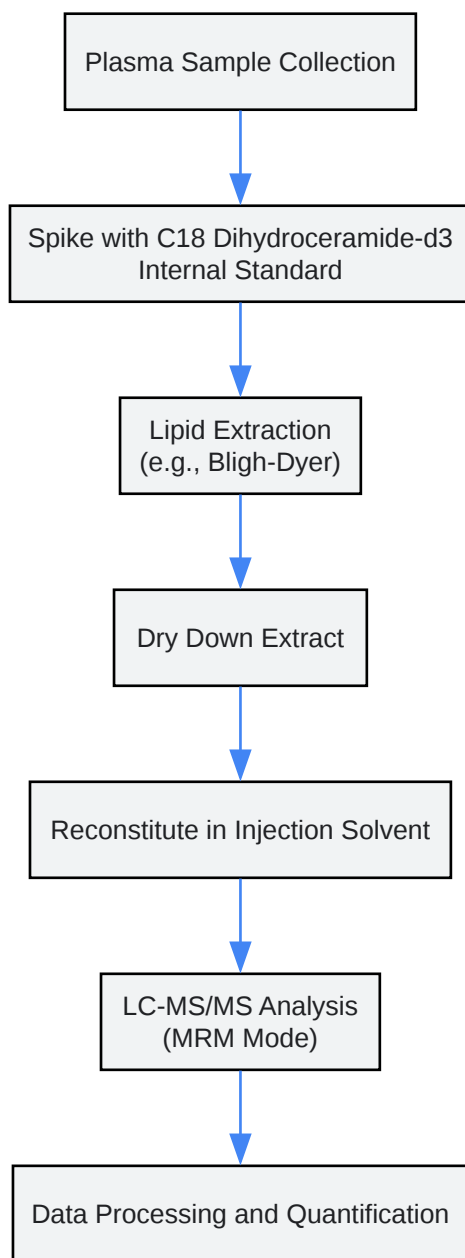 Plasma Sample Collection
Spike with C18 Dihydroceramide-d3
Internal Standard
Lipid Extraction
(e.g., Bligh-Dyer)
Dry Down Extract
Reconstitute in Injection Solvent
LC-MS/MS Analysis
(MRM Mode)
Data Processing and Quantification